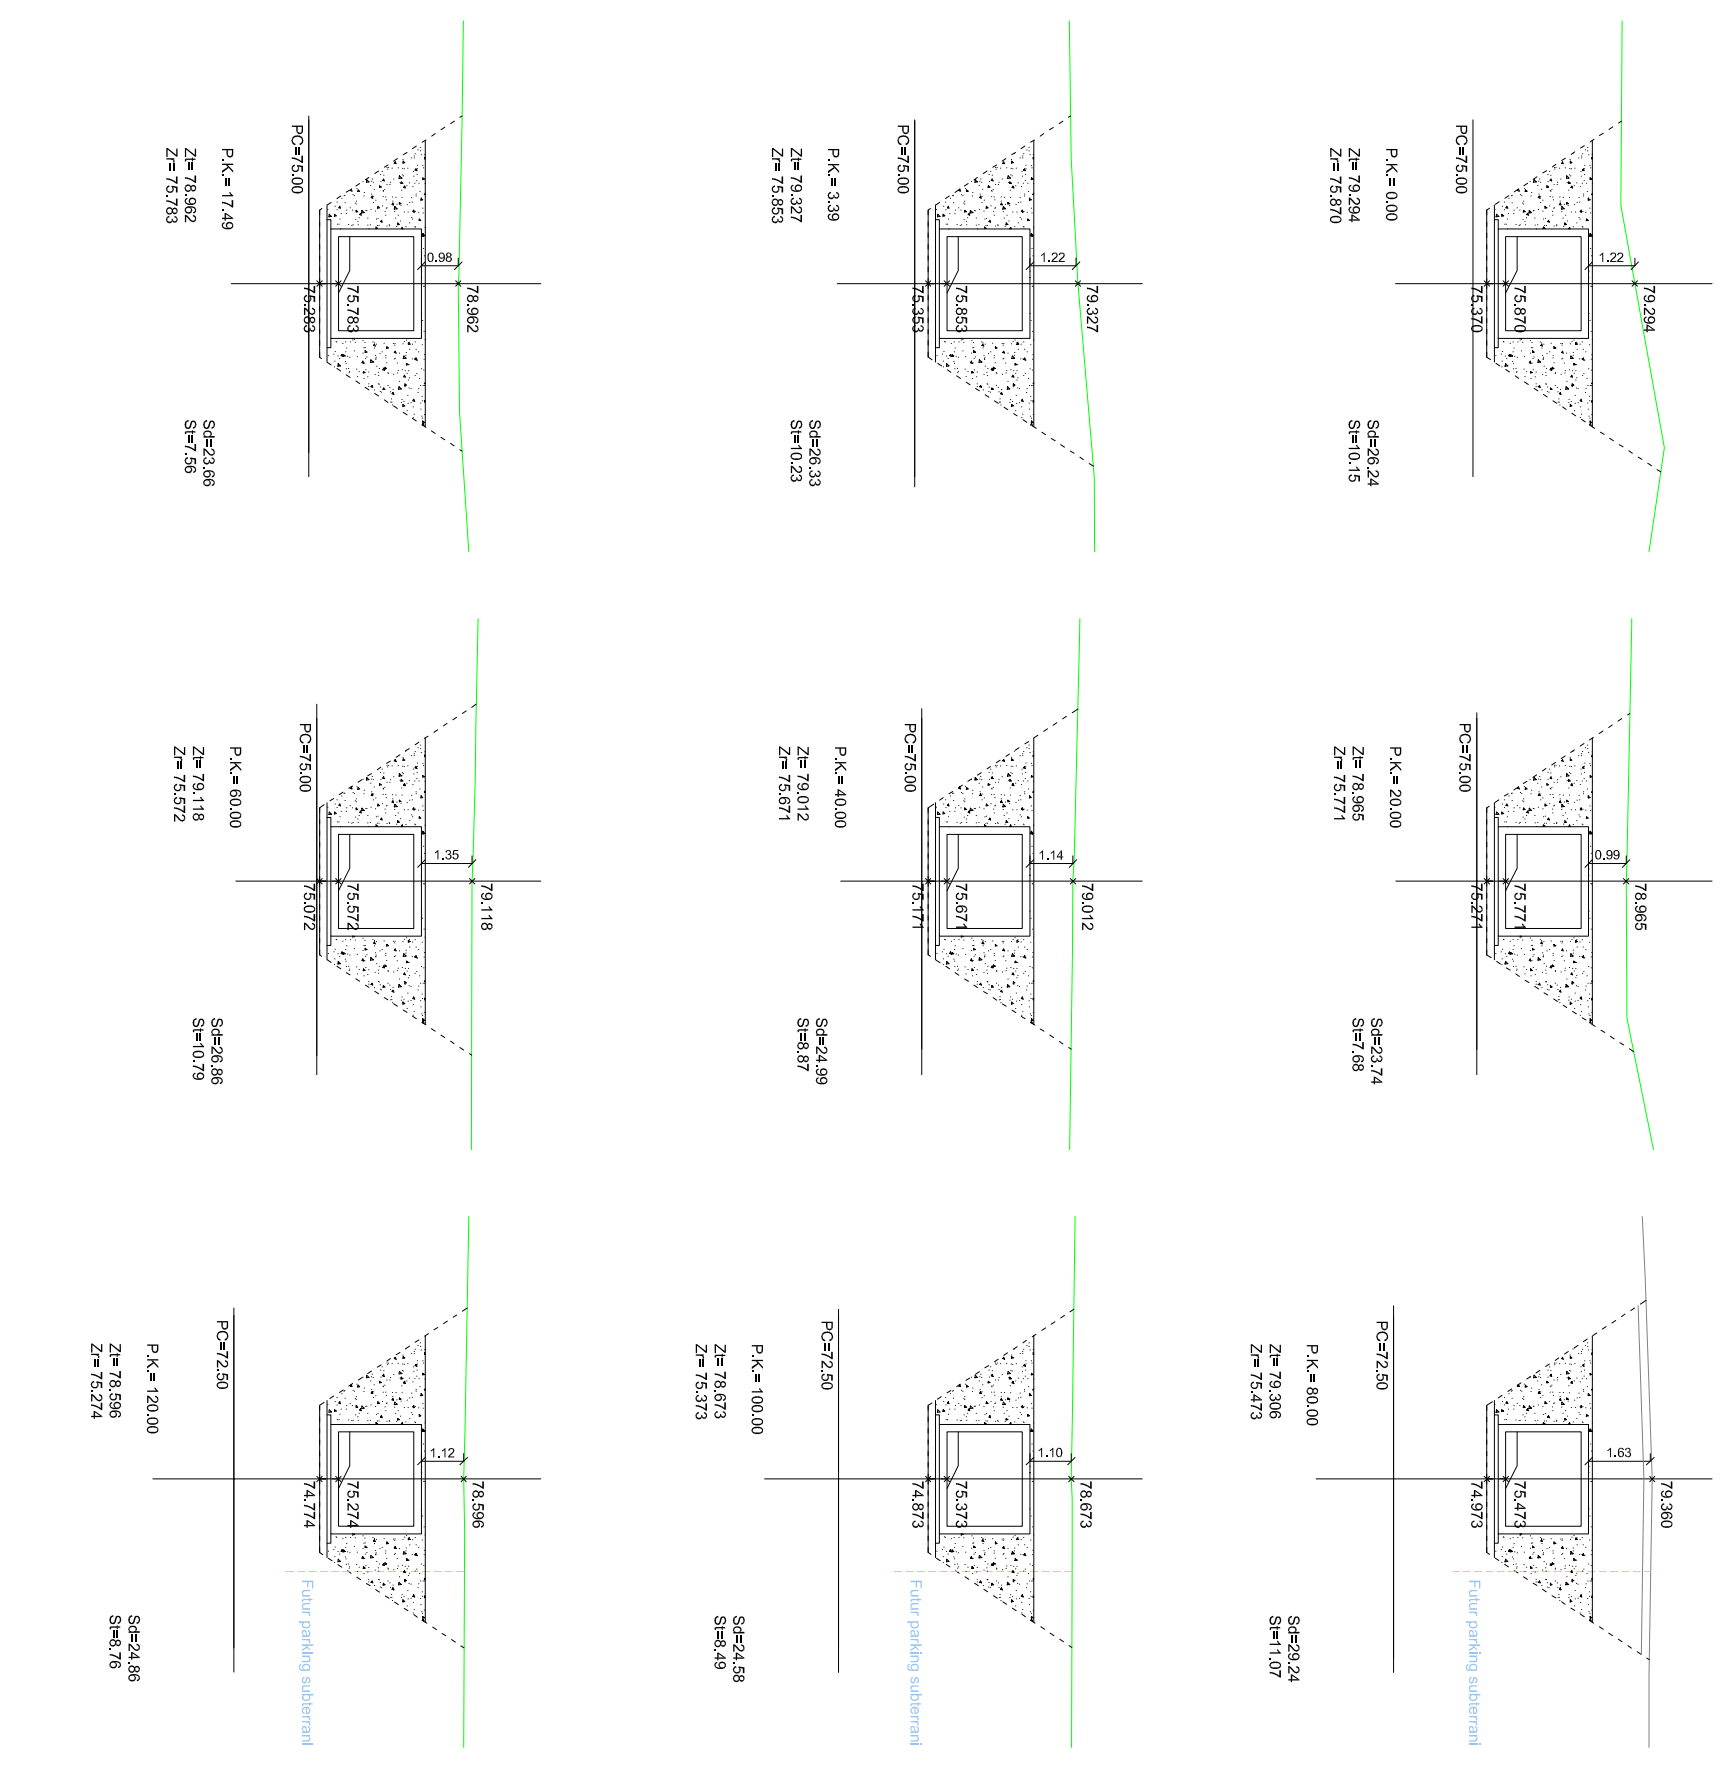 79.294
1.22
75.870
75.370
PC=75.00
P.K.= 0.00
Zt= 79.294
Zr= 75.870
Sd=26.24
St=10.15
78.965
0.99
75.771
75.271
PC=75.00
P.K.= 20.00
Zt= 78.965
Zr= 75.771
Sd=23.74
St=7.68
79.360
1.63
75.473
74.973
Futur parking subterrani
PC=72.50
P.K.= 80.00
Zt= 79.306
Zr= 75.473
Sd=29.24
St=11.07
79.327
1.22
75.853
75.353
PC=75.00
P.K.= 3.39
Zt= 79.327
Zr= 75.853
Sd=26.33
St=10.23
79.012
1.14
75.671
75.171
PC=75.00
P.K.= 40.00
Zt= 79.012
Zr= 75.671
Sd=24.99
St=8.87
78.673
1.10
75.373
74.873
Futur parking subterrani
PC=72.50
P.K.= 100.00
Zt= 78.673
Zr= 75.373
Sd=24.58
St=8.49
78.962
0.98
75.783
75.283
PC=75.00
P.K.= 17.49
Zt= 78.962
Zr= 75.783
Sd=23.66
St=7.56
79.118
1.35
75.572
75.072
PC=75.00
P.K.= 60.00
Zt= 79.118
Zr= 75.572
Sd=26.86
St=10.79
78.596
1.12
75.274
74.774
Futur parking subterrani
PC=72.50
P.K.= 120.00
Zt= 78.596
Zr= 75.274
Sd=24.86
St=8.76